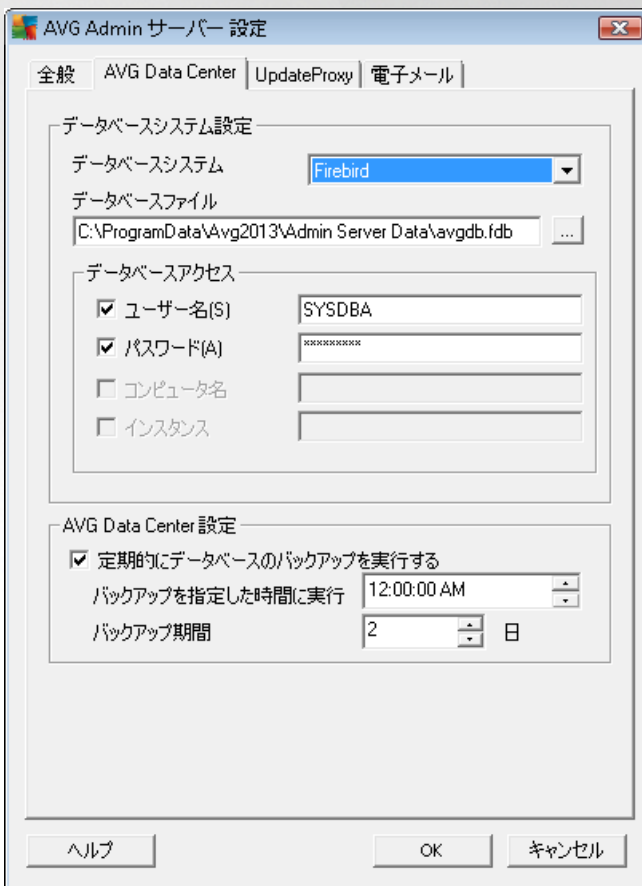 AVG Admin サーバー 設定
全般 AVG Data Center UpdateProxy 電子メール
データベースシステム設定
データベースシステム Firebird
データベースファイル
C:\ProgramData\Avg2013\Admin Server Data\avgdb.fdb ...
データベースアクセス
ユーザー名(S) SYSDBA
パスワード(A) *********
コンピュータ名
インスタンス
AVG Data Center 設定
定期的にデータベースのバックアップを実行する
バックアップを指定した時間に実行 12:00:00 AM
バックアップ期間 2 日
ヘルプ OK キャンセル